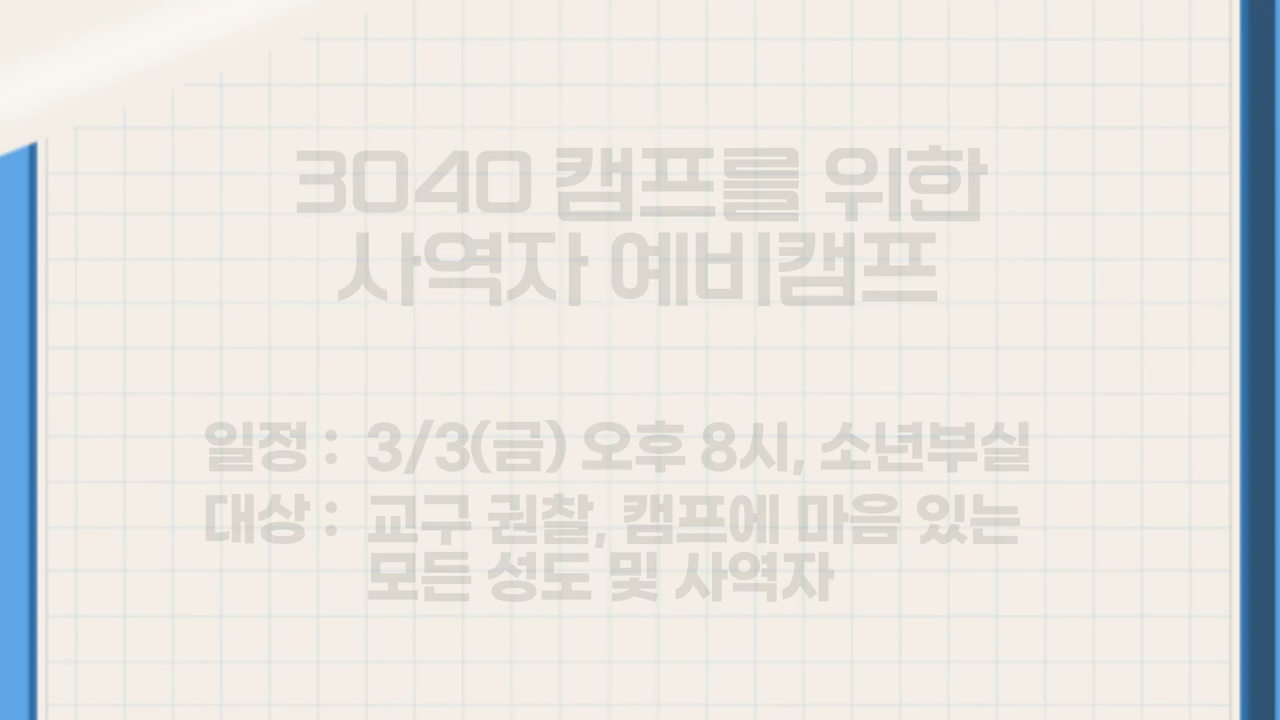 3040 캠프를 위한
사역자 예비캠프
일정 : 3/3(금) 오후 8시, 소년부실
대상 : 교구 권찰, 캠프에 마음 있는
모든 성도 및 사역자